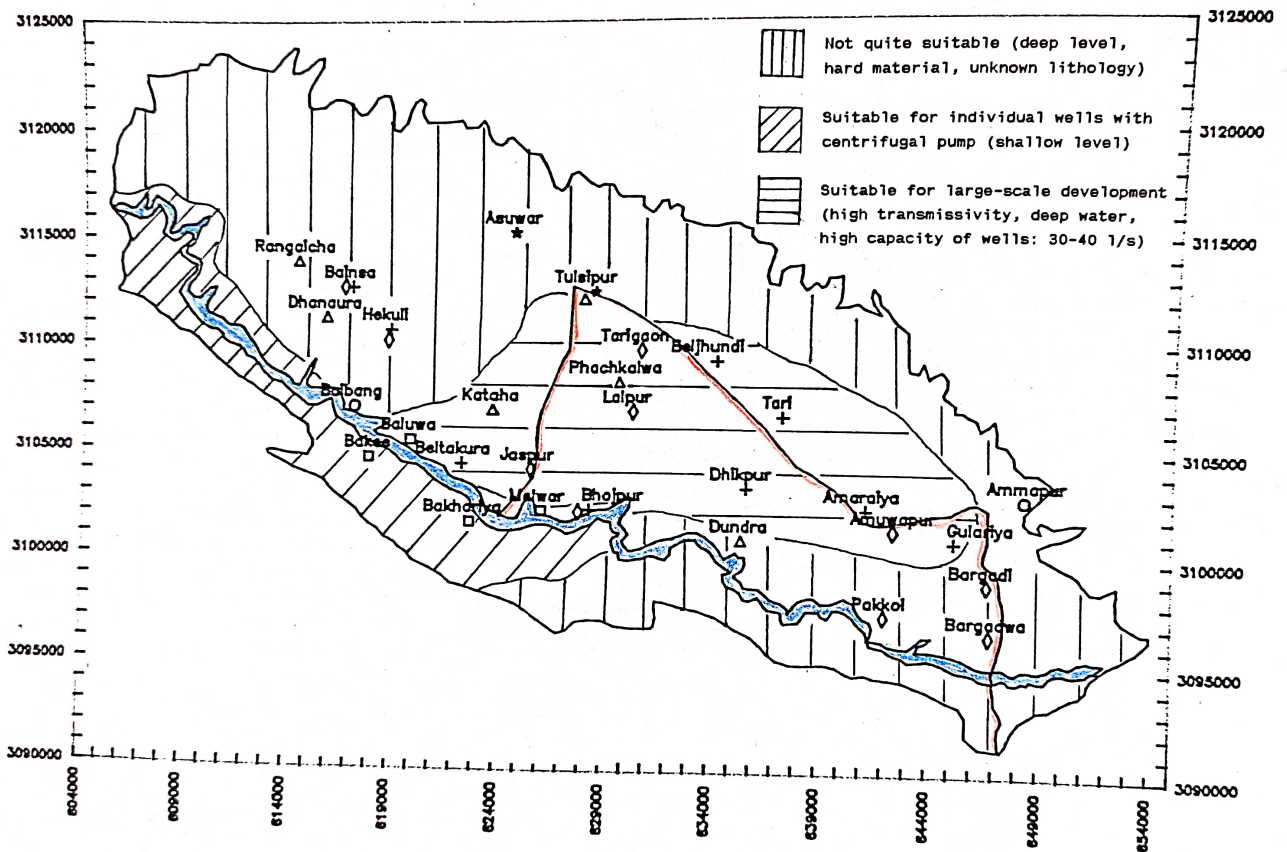 3125000
3125000
Not quite suitable (deep level,
hard material, unknown lithology)
3120000
3120000
Suitable for individual wells with
centrifugal pump (shallow level)
Suitable for large-scale development
(high transmissivity, deep water,
high capacity of wells: 30-40 l/s)
3115000
3115000
Asuwar
Rangaicha
Bainsa
Tulsipur
Dhanaura
Hekuli
3110000
3110000
Tarigaon
Beljhundi
Phachkalwa
Balbang
Kataha
Lalpur
Tari
3105000
3105000
Baluwa
Baksa
Beltakura
Jaspur
Dhikpur
Amaraiya
Ammapur
Bakhariya
Malwar
Bhojpur
Dundra
Amuwapur
Gulariya
3100000
3100000
Bargadi
Pakkoi
Bargadwa
3095000
3095000
3090000
3090000
604000
609000
614000
619000
624000
629000
634000
639000
644000
649000
654000